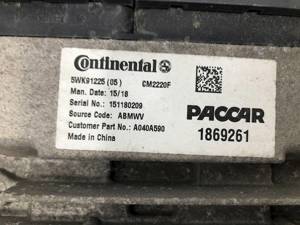 Continental
5WK91225 (05) CM2220F
Man. Date: 15/18
Serial No.: 151180209
Source Code: ABMWV
Customer Part No.: A040A590
Made in China
PACCAR
1869261